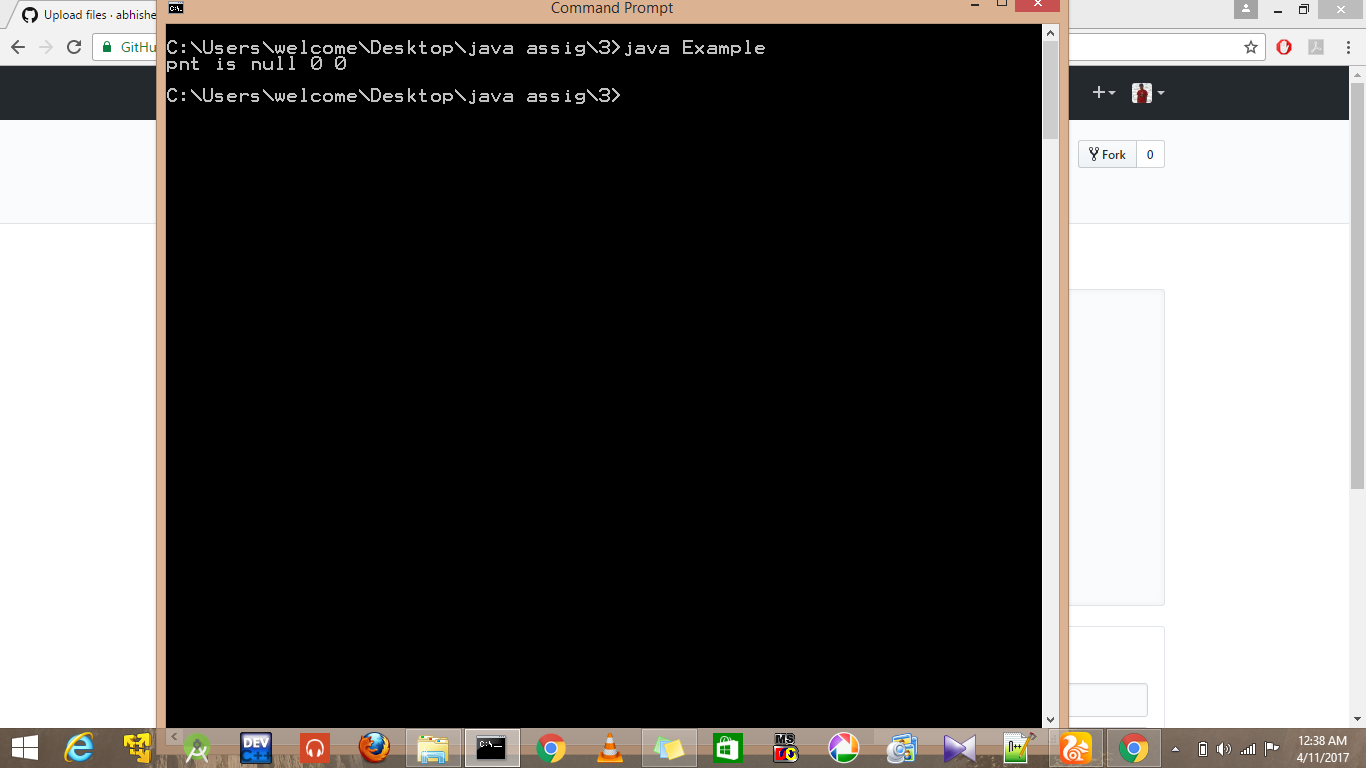 Upload files · abhishe
Command Prompt
GitHu
C:\Users\welcome\Desktop\java assig\3>java Example
pnt is null 0 0
C:\Users\welcome\Desktop\java assig\3>
Fork 0
DEV
C++
C:\_
MS
N++
12:38 AM
4/11/2017